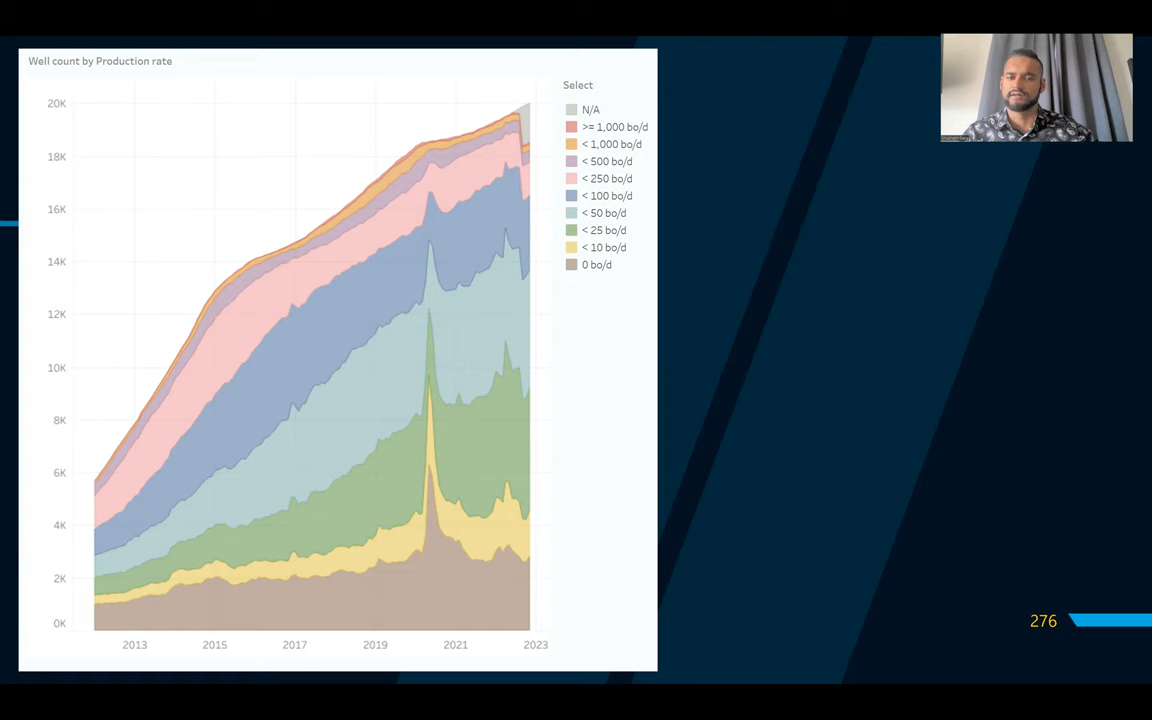 Well count by Production rate
Select
N/A
>= 1,000 bo/d
< 1,000 bo/d
< 500 bo/d
< 250 bo/d
< 100 bo/d
< 50 bo/d
< 25 bo/d
< 10 bo/d
0 bo/d
20K
18K
16K
14K
12K
10K
8K
6K
4K
2K
0K
2013
2015
2017
2019
2021
2023
276